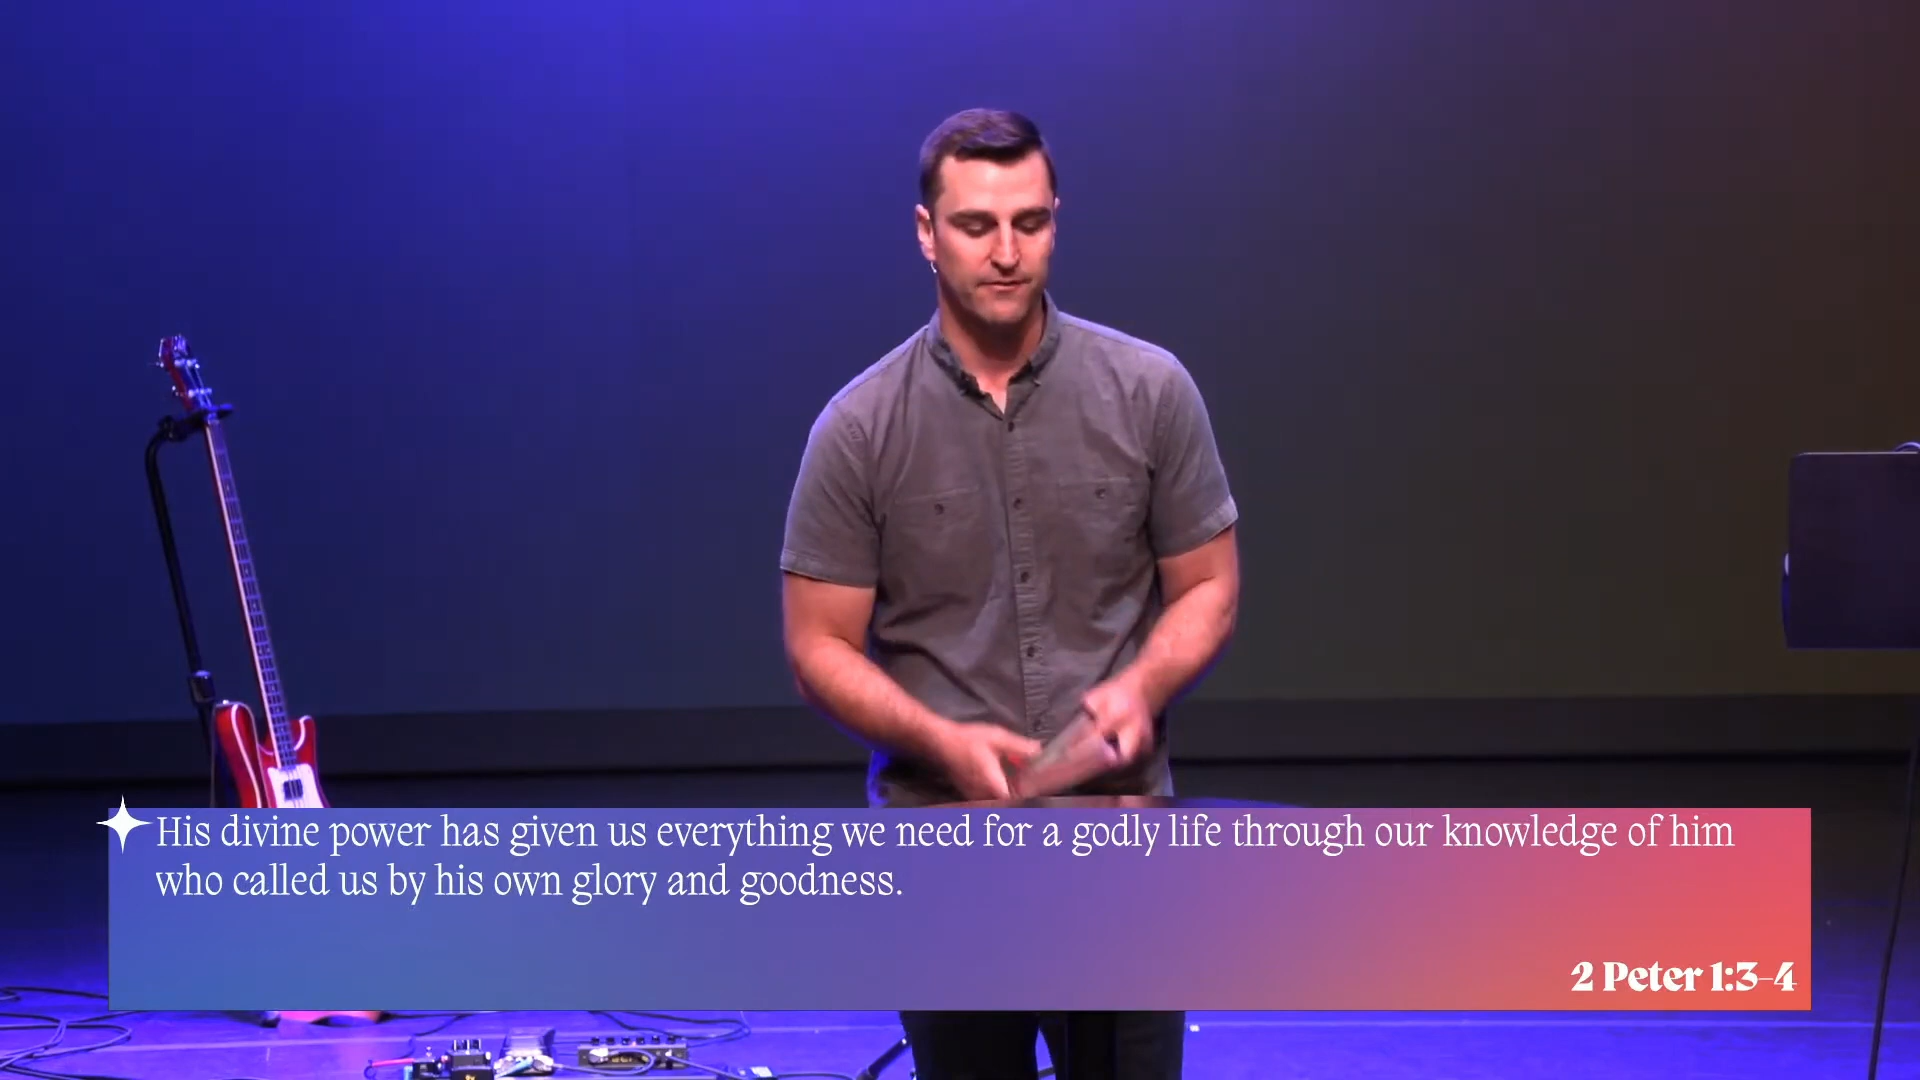 His divine power has given us everything we need for a godly life through our knowledge of him
who called us by his own glory and goodness.
2 Peter 1:3-4